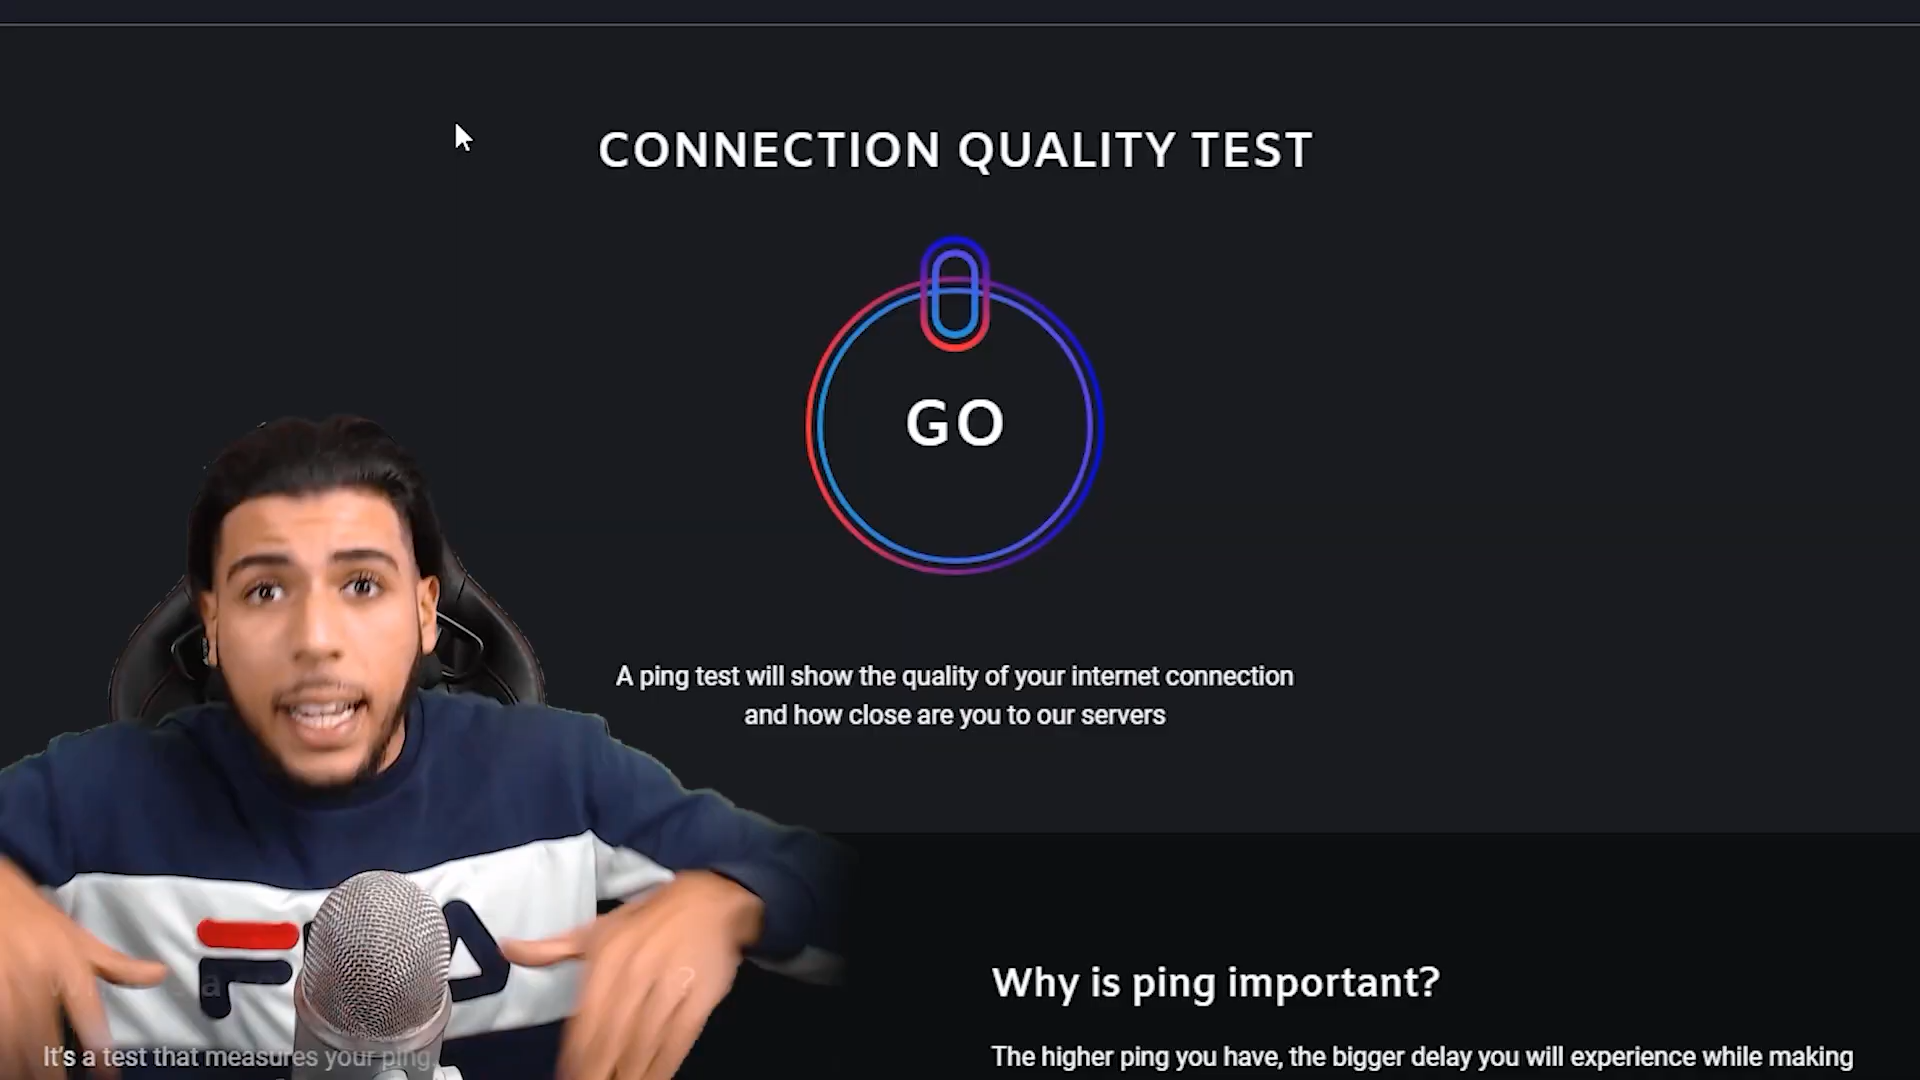 CONNECTION QUALITY TEST
GO
A ping test will show the quality of your internet connection
and how close are you to our servers
Why is ping important?
It's a test that measures your ping.
The higher ping you have, the bigger delay you will experience while making